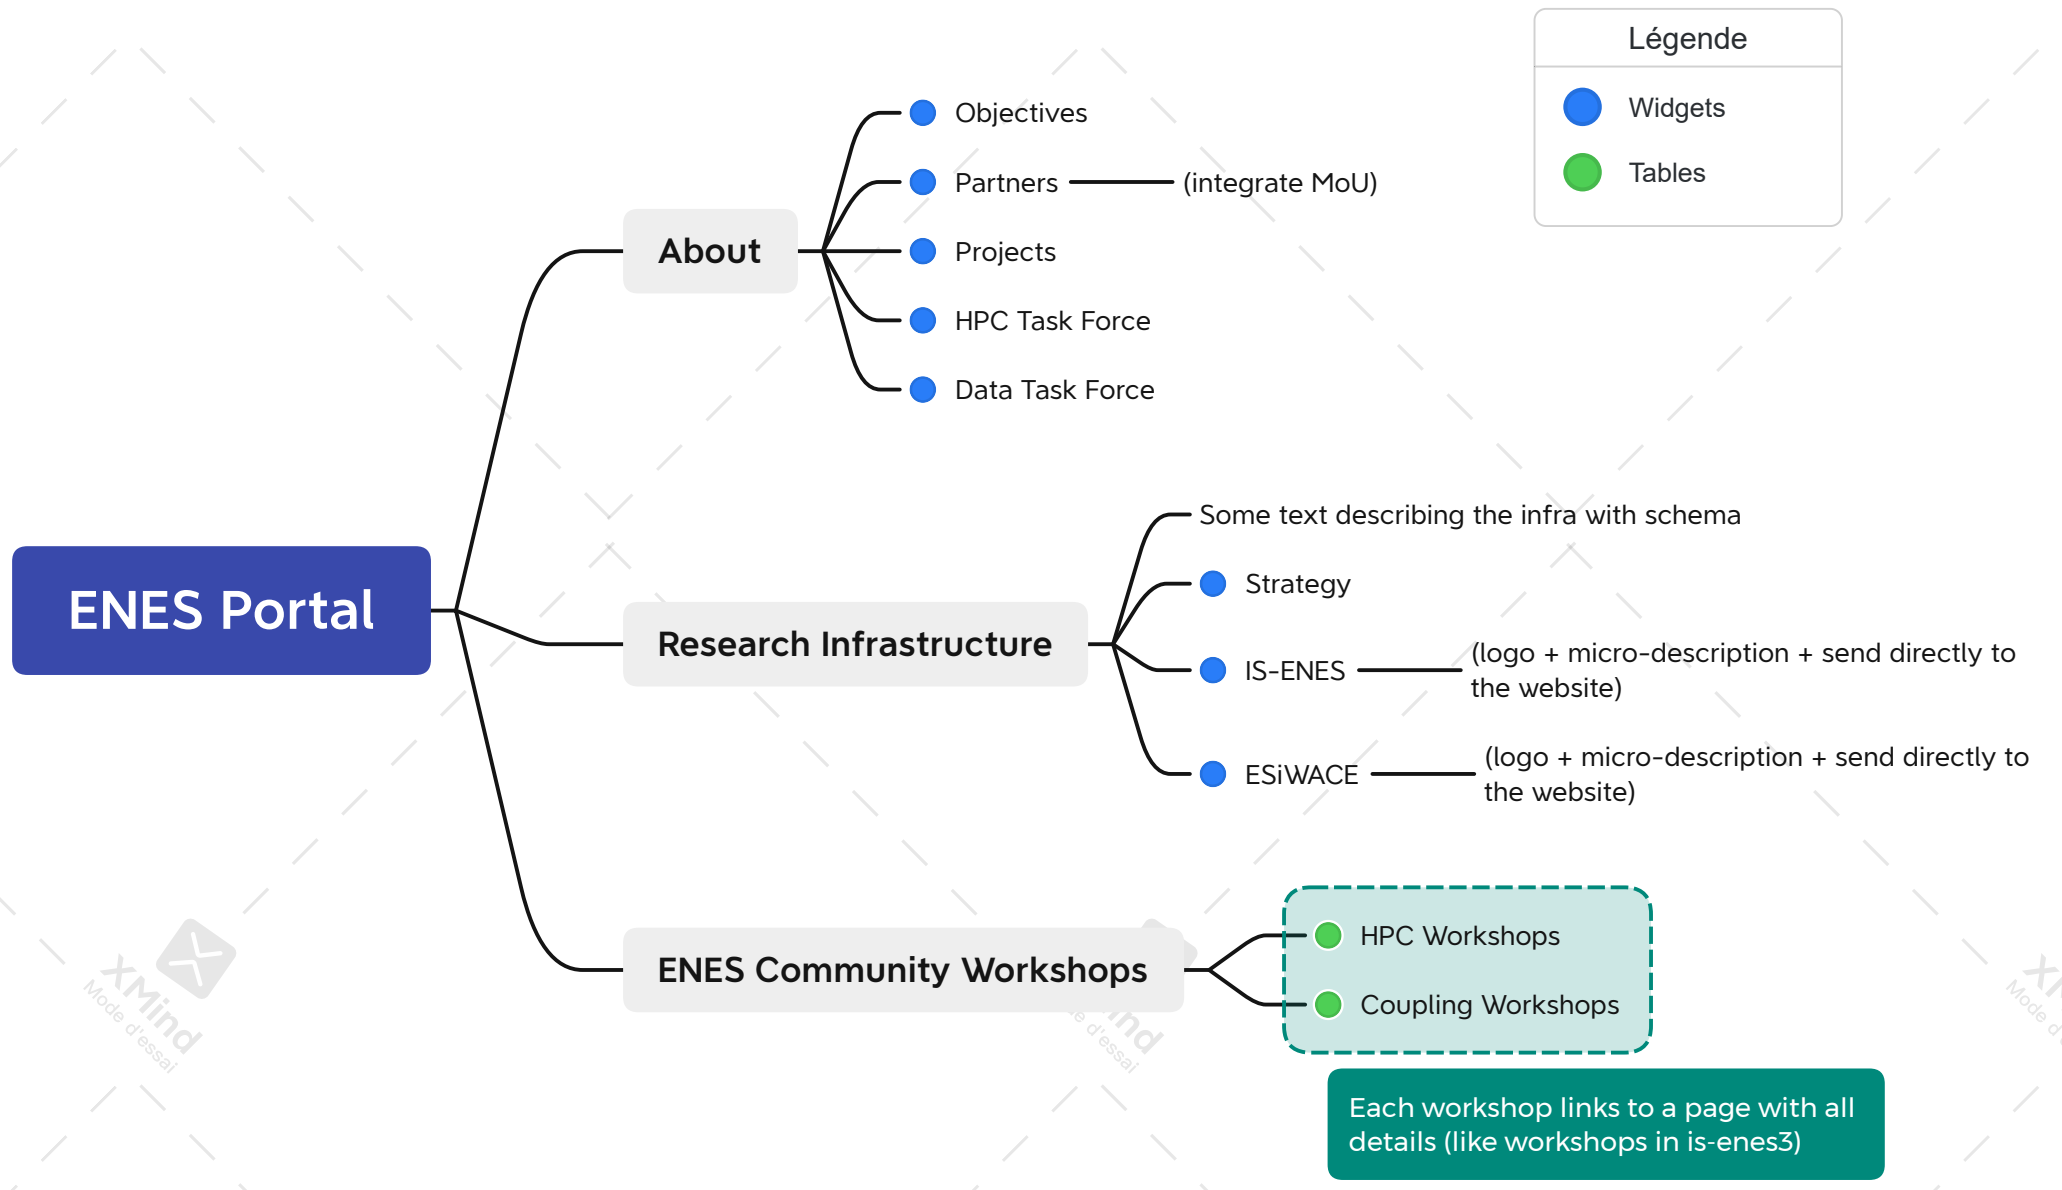 Légende
Widgets
Tables
ENES Portal
About
Objectives
Partners
(integrate MoU)
Projects
HPC Task Force
Data Task Force
Research Infrastructure
Some text describing the infra with schema
Strategy
IS-ENES
(logo + micro-description + send directly to
the website)
ESiWACE
(logo + micro-description + send directly to
the website)
ENES Community Workshops
HPC Workshops
Coupling Workshops
Each workshop links to a page with all
details (like workshops in is-enes3)
XMind
Mode d'essai